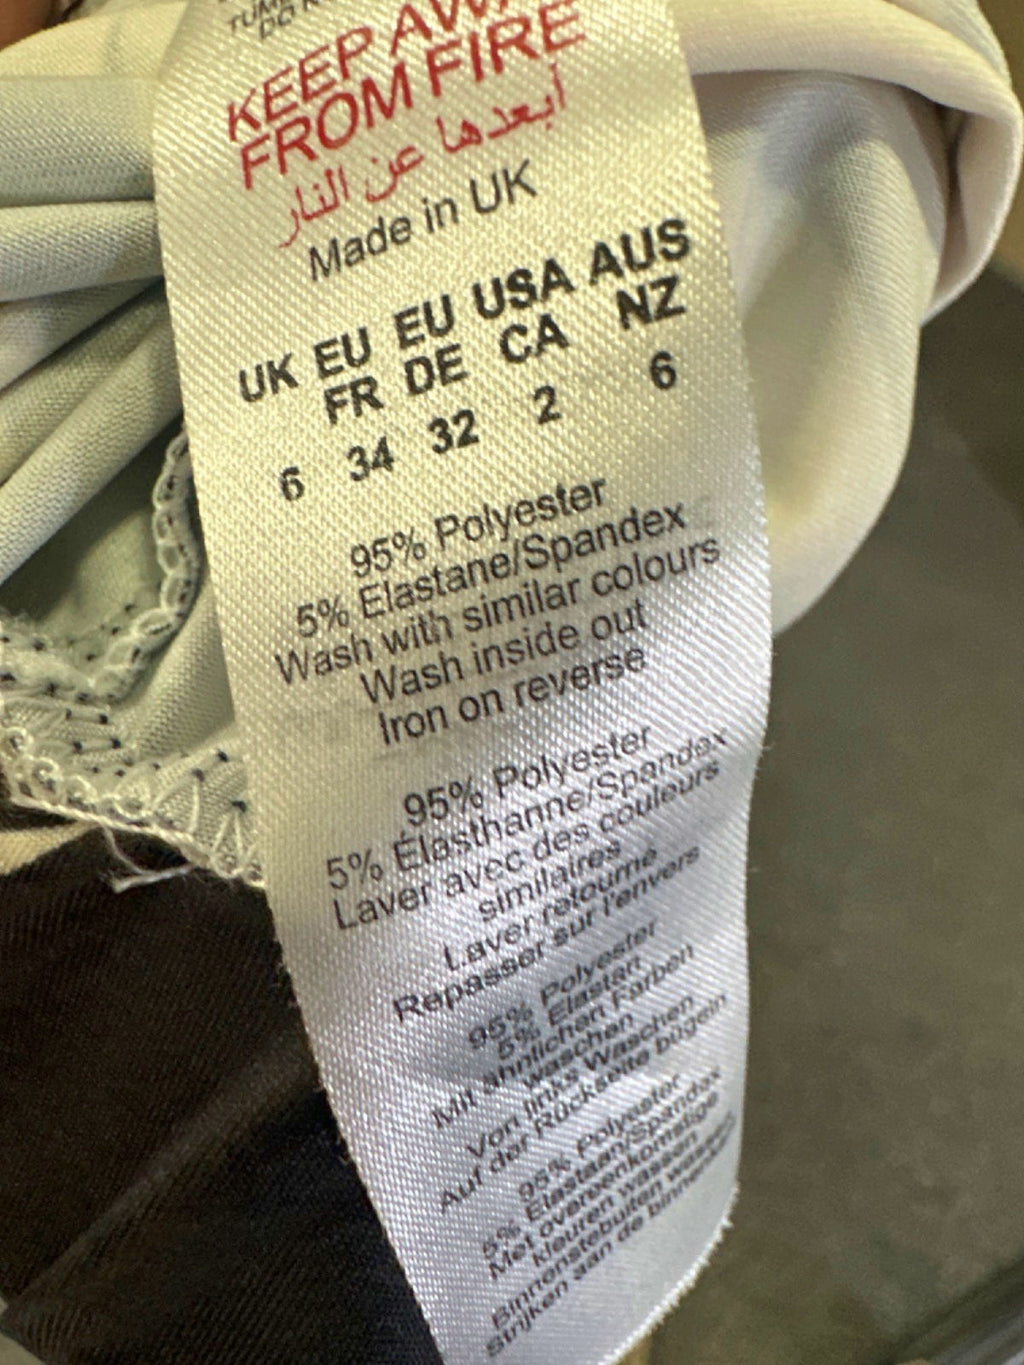 KEEP AWAY
FROM FIRE
أبعدها عن النار
Made in UK
UK EU EU USA AUS
FR DE CA NZ
6 34 32 2 6
95% Polyester
5% Elastane/Spandex
Wash with similar colours
Wash inside out
Iron on reverse
95% Polyester
5% Élasthanne/Spandex
Laver avec des couleurs
similaires
Laver retourné
Repasser sur l'envers
95% Polyester
5% Elastan
Mit ähnlichen Farben
waschen
Von links Waschen
Auf der Rückseite bügeln
95% polyester
5% Elastaan/Spandex
Met overeenkomstige
kleuren wassen
Binnenstebuiten
Strijken aan de